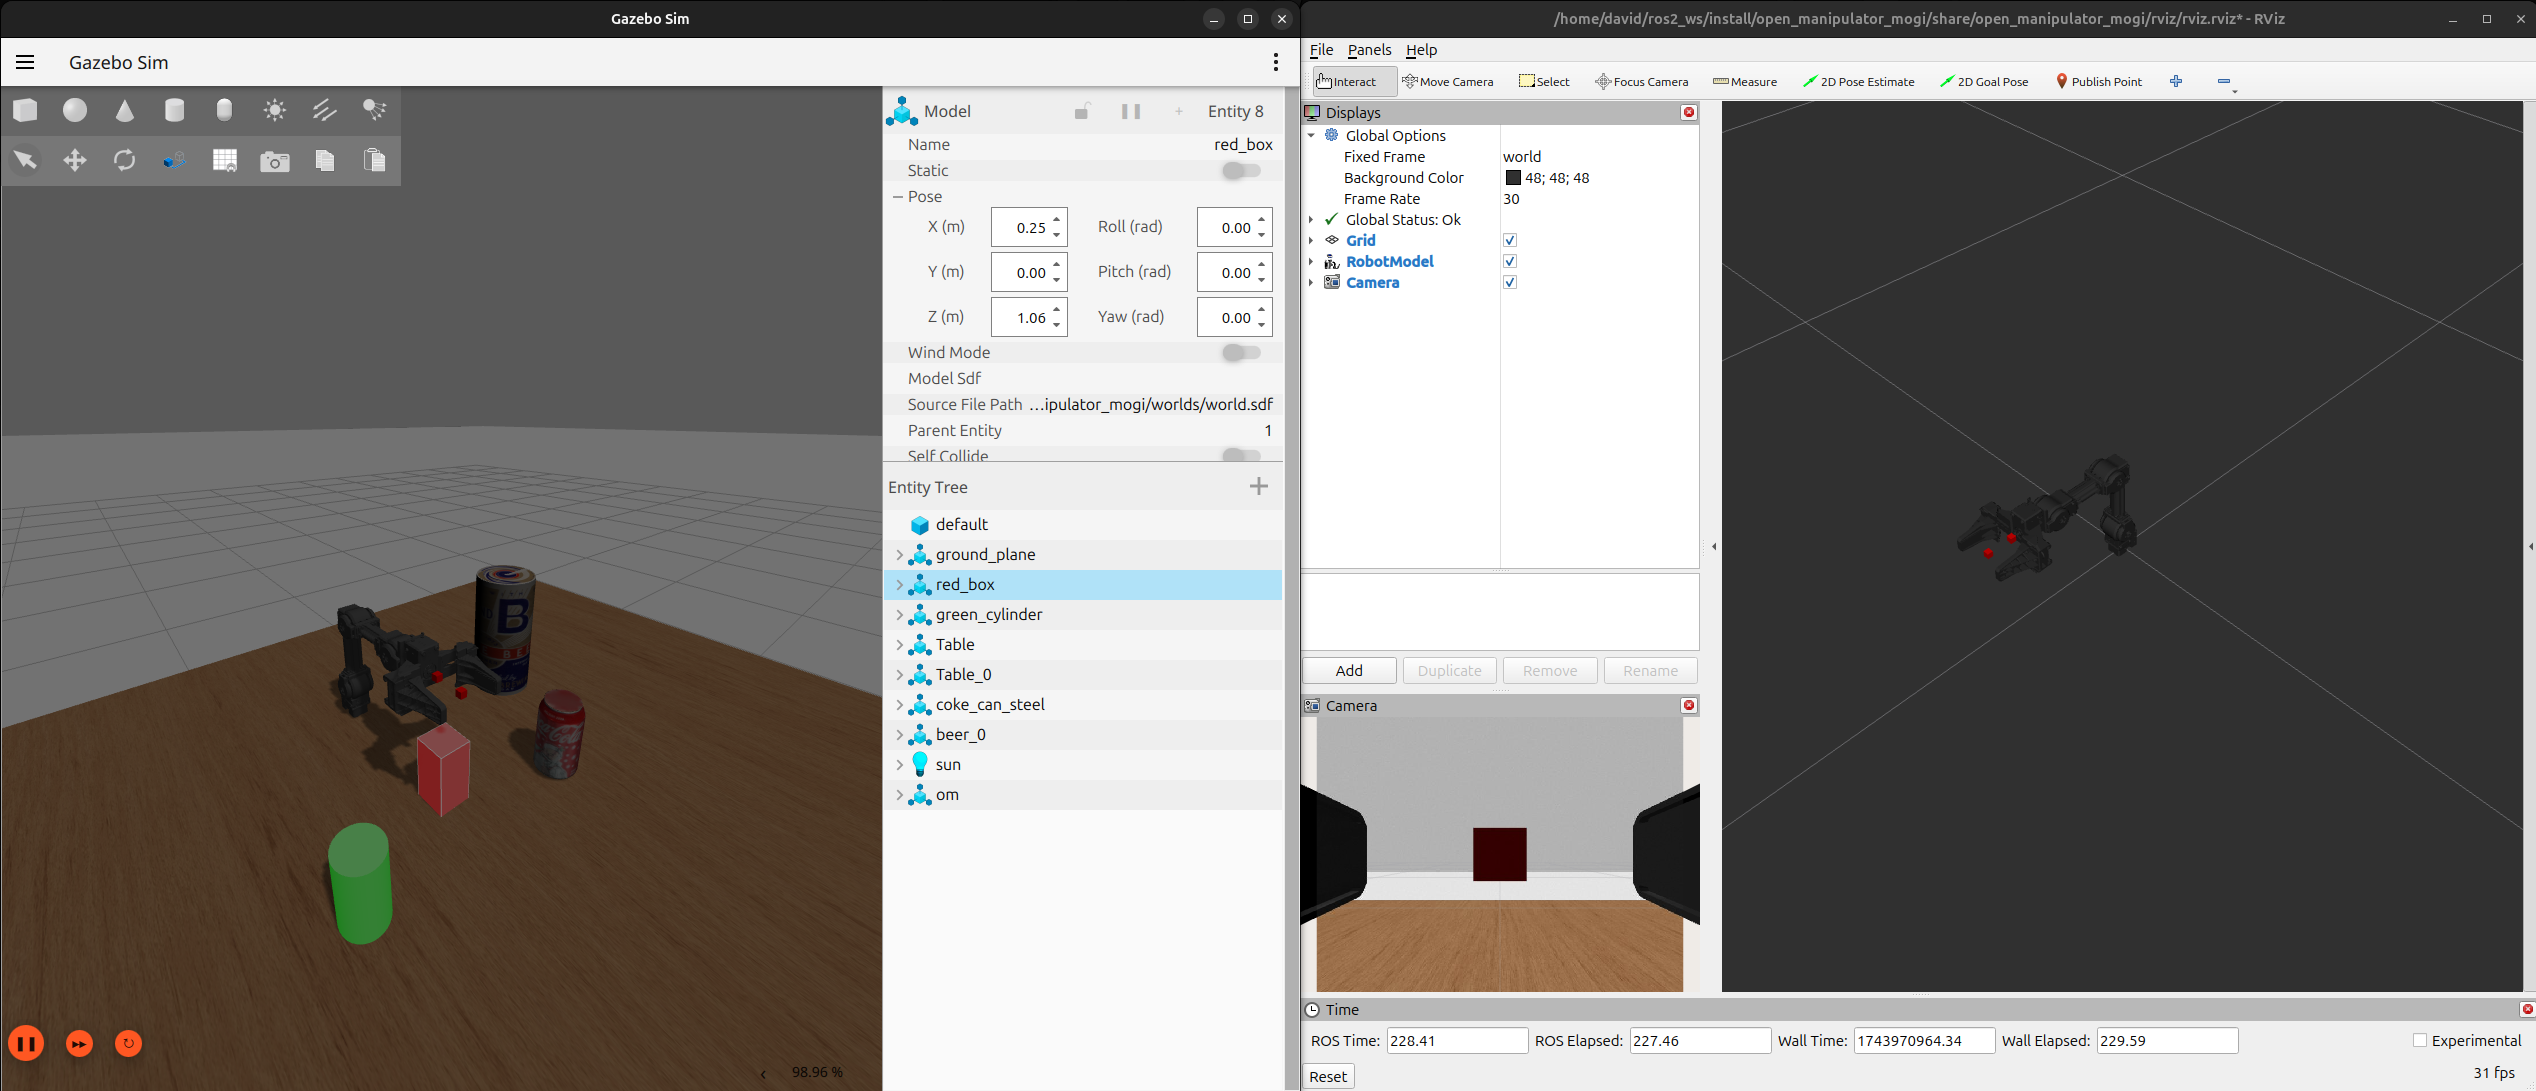 Gazebo Sim
Gazebo Sim
Model
Entity 8
Name red_box
Static
Pose
X (m) 0.25 Roll (rad) 0.00
Y (m) 0.00 Pitch (rad) 0.00
Z (m) 1.06 Yaw (rad) 0.00
Wind Mode
Model Sdf
Source File Path …ipulator_mogi/worlds/world.sdf
Parent Entity 1
Self Collide
Entity Tree
default
ground_plane
red_box
green_cylinder
Table
Table_0
coke_can_steel
beer_0
sun
om
B
98.96 %
/home/david/ros2_ws/install/open_manipulator_mogi/share/open_manipulator_mogi/rviz/rviz.rviz* - RViz
File Panels Help
Interact Move Camera Select Focus Camera Measure 2D Pose Estimate 2D Goal Pose Publish Point
Displays
Global Options
Fixed Frame world
Background Color 48; 48; 48
Frame Rate 30
Global Status: Ok
Grid
RobotModel
Camera
Add Duplicate Remove Rename
Camera
Time
ROS Time: 228.41 ROS Elapsed: 227.46 Wall Time: 1743970964.34 Wall Elapsed: 229.59 Experimental
Reset 31 fps